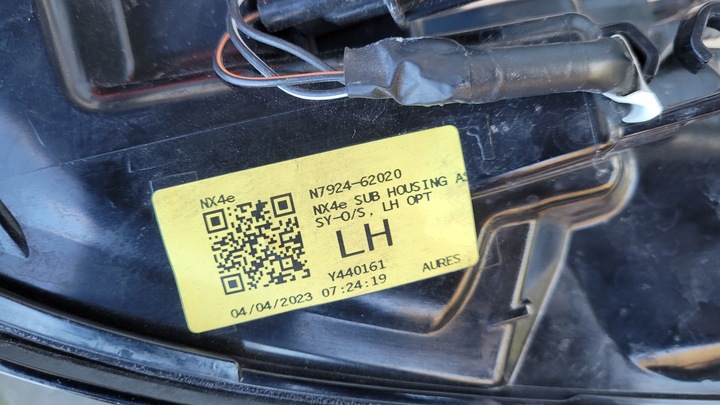 NX4e
N7924-62020
NX4e SUB HOUSING AS
SY-O/S, LH OPT
LH
Y440161
AURES
04/04/2023 07:24:19